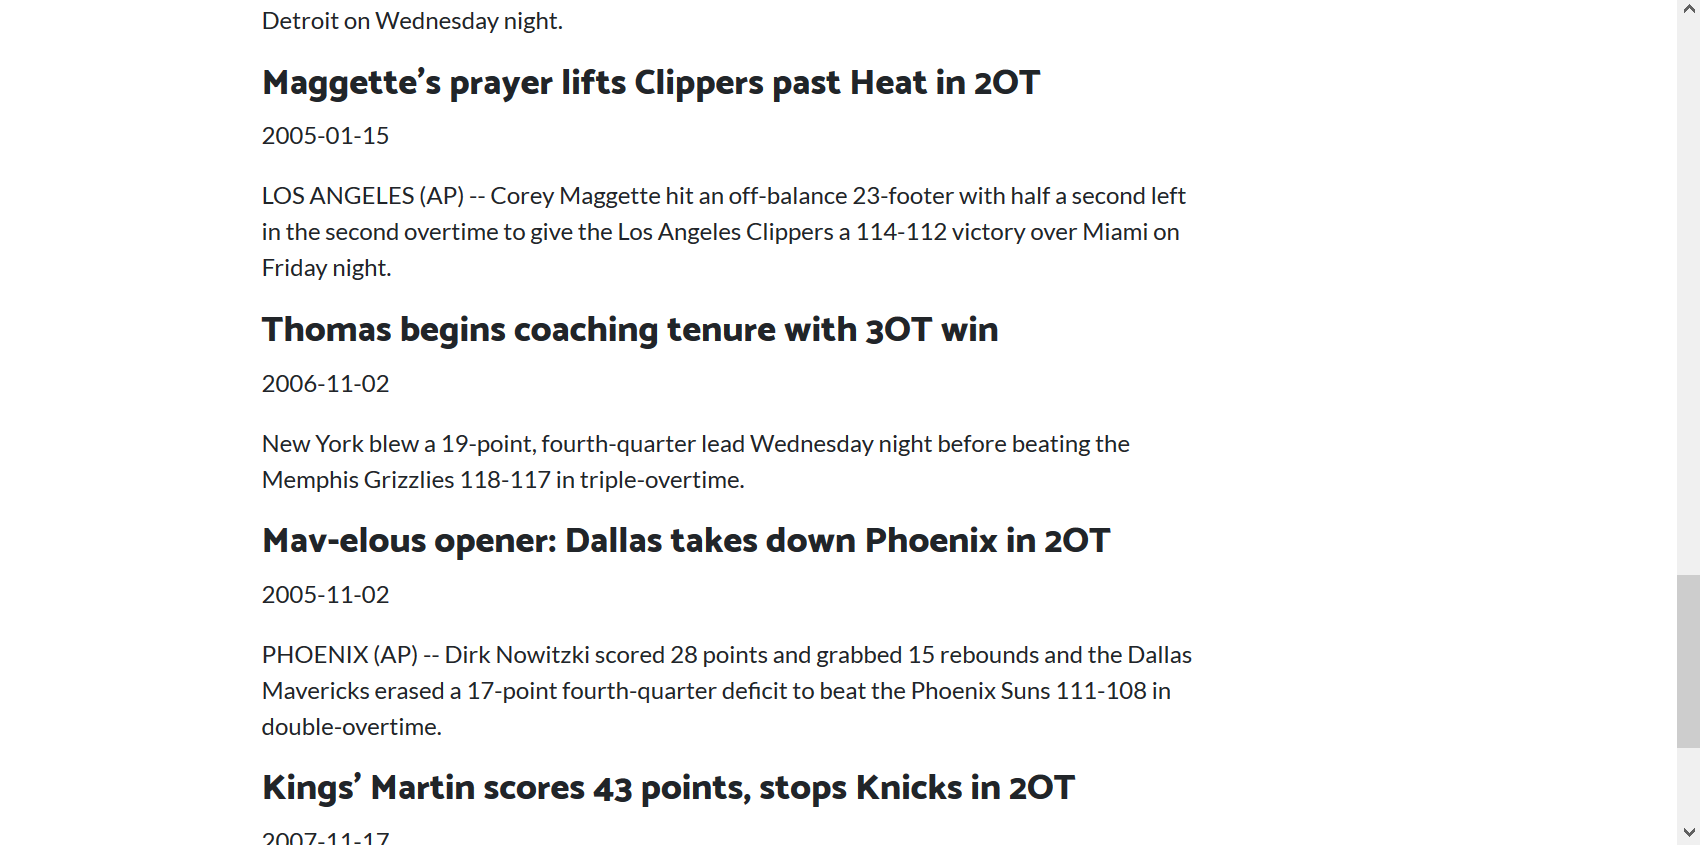 Detroit on Wednesday night.
Maggette’s prayer lifts Clippers past Heat in 2OT
2005-01-15
LOS ANGELES (AP) -- Corey Maggette hit an off-balance 23-footer with half a second left
in the second overtime to give the Los Angeles Clippers a 114-112 victory over Miami on
Friday night.
Thomas begins coaching tenure with 3OT win
2006-11-02
New York blew a 19-point, fourth-quarter lead Wednesday night before beating the
Memphis Grizzlies 118-117 in triple-overtime.
Mav-elous opener: Dallas takes down Phoenix in 2OT
2005-11-02
PHOENIX (AP) -- Dirk Nowitzki scored 28 points and grabbed 15 rebounds and the Dallas
Mavericks erased a 17-point fourth-quarter deficit to beat the Phoenix Suns 111-108 in
double-overtime.
Kings’ Martin scores 43 points, stops Knicks in 2OT
2007-11-17